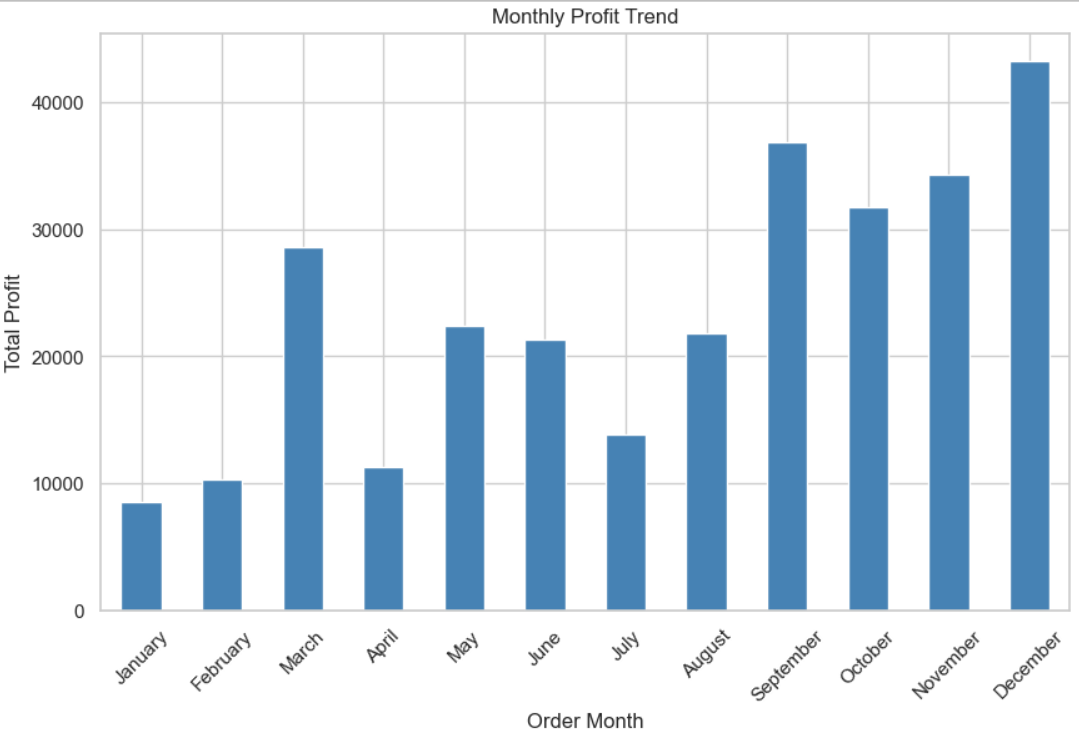 Monthly Profit Trend
Total Profit
40000
30000
20000
10000
0
January
February
March
April
May
June
July
August
September
October
November
December
Order Month